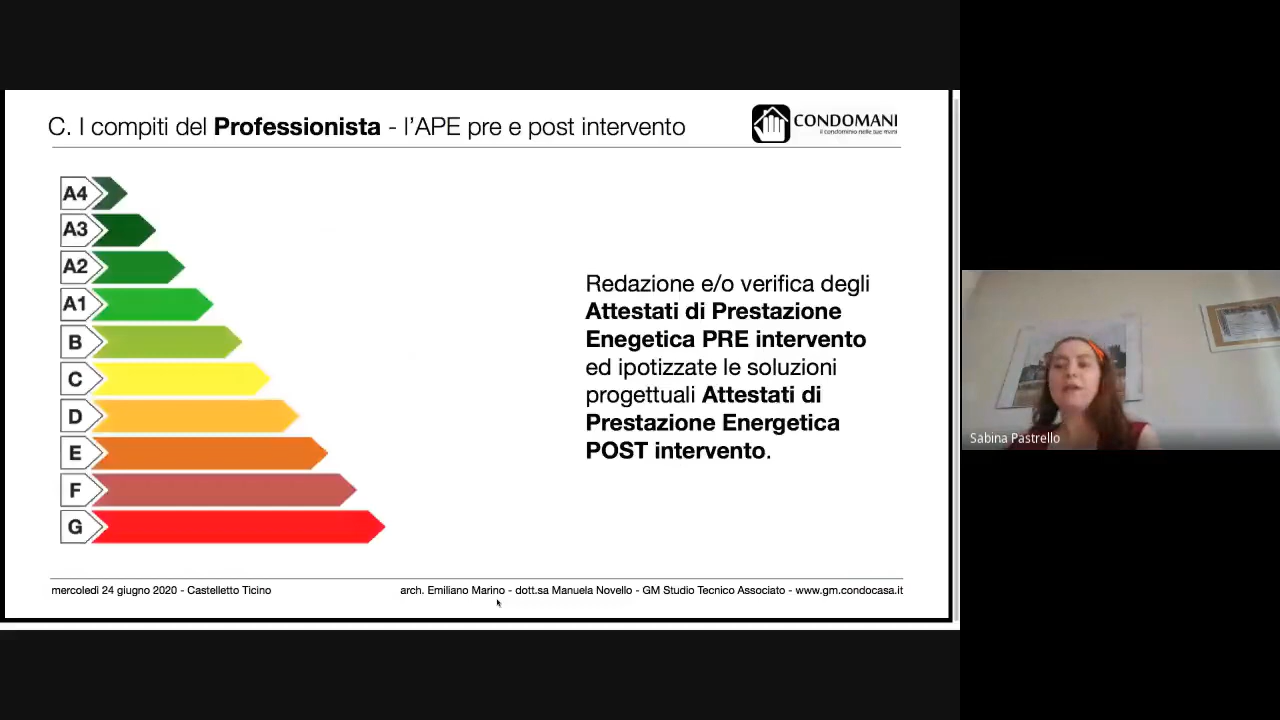 C. I compiti del Professionista - l'APE pre e post intervento
CONDOMANI
il condominio nelle tue mani
A4
A3
A2
A1
B
C
D
E
F
G
Redazione e/o verifica degli
Attestati di Prestazione
Enegetica PRE intervento
ed ipotizzate le soluzioni
progettuali Attestati di
Prestazione Energetica
POST intervento.
mercoledì 24 giugno 2020 - Castelletto Ticino
arch. Emiliano Marino - dott.sa Manuela Novello - GM Studio Tecnico Associato - www.gm.condocasa.it
Sabina Pastrello